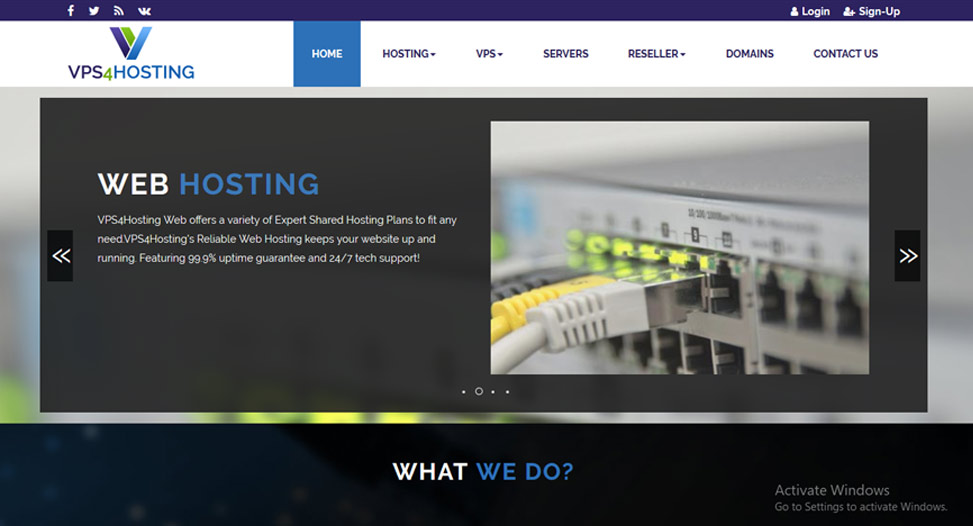 Login Sign-Up
VPS4HOSTING
HOME HOSTING VPS SERVERS RESELLER DOMAINS CONTACT US
WEB HOSTING
VPS4Hosting Web offers a variety of Expert Shared Hosting Plans to fit any
need.VPS4Hosting's Reliable Web Hosting keeps your website up and
running. Featuring 99.9% uptime guarantee and 24/7 tech support!
WHAT WE DO?
Activate Windows
Go to Settings to activate Windows.